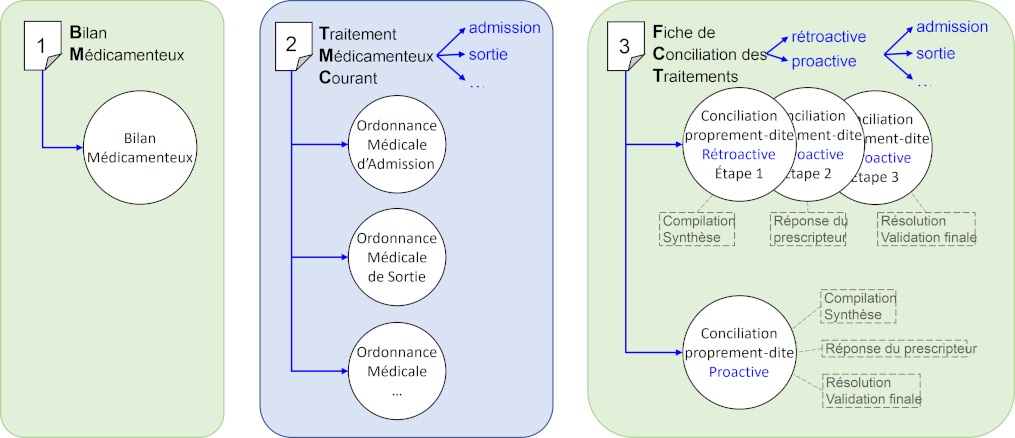 1
Bilan
Médicamenteux
Bilan
Médicamenteux
2
Traitement
Médicamenteux
Courant
admission
sortie
...
Ordonnance
Médicale
d'Admission
Ordonnance
Médicale
de Sortie
Ordonnance
Médicale
...
3
Fiche de
Conciliation des
Traitements
rétroactive
proactive
admission
sortie
...
Conciliation
proprement-dite
Rétroactive
Étape 1
ciliation
ment-dite
oactive
tape 2
ciliation
ment-dite
oactive
tape 3
Compilation
Synthèse
Réponse du
prescripteur
Résolution
Validation finale
Conciliation
proprement-dite
Proactive
Compilation
Synthèse
Réponse du prescripteur
Résolution
Validation finale